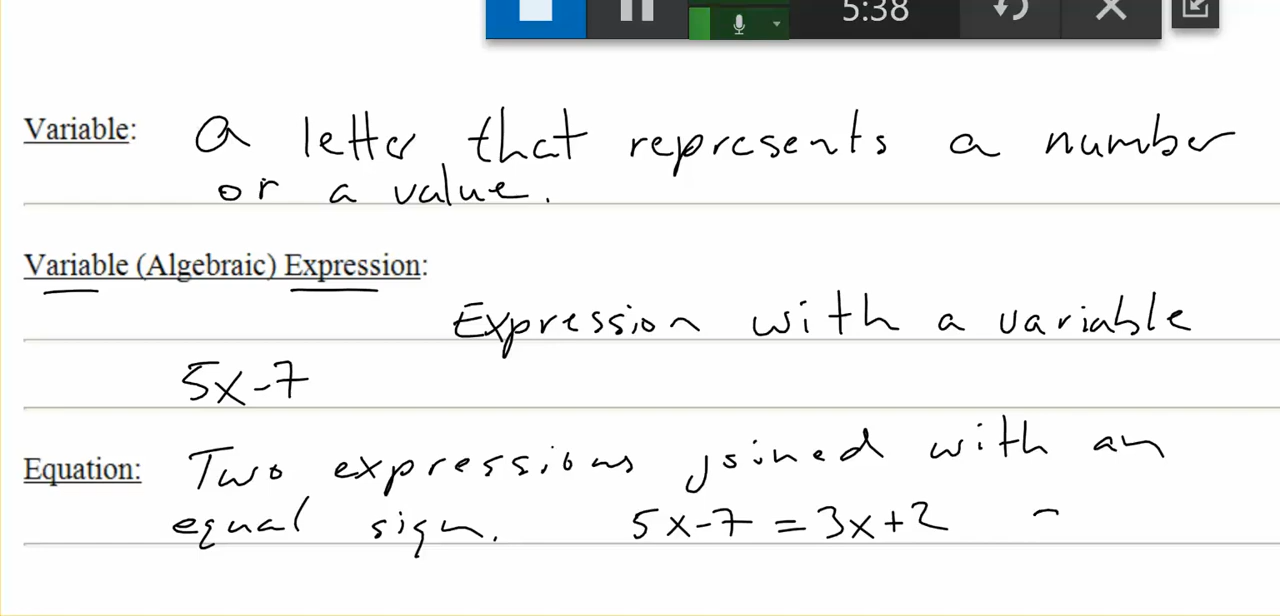 5:38
Variable: a letter that represents a number
or a value.
Variable (Algebraic) Expression:
Expression with a variable
5x-7
Equation: Two expressions joined with an
equal sign. 5x-7 = 3x+2